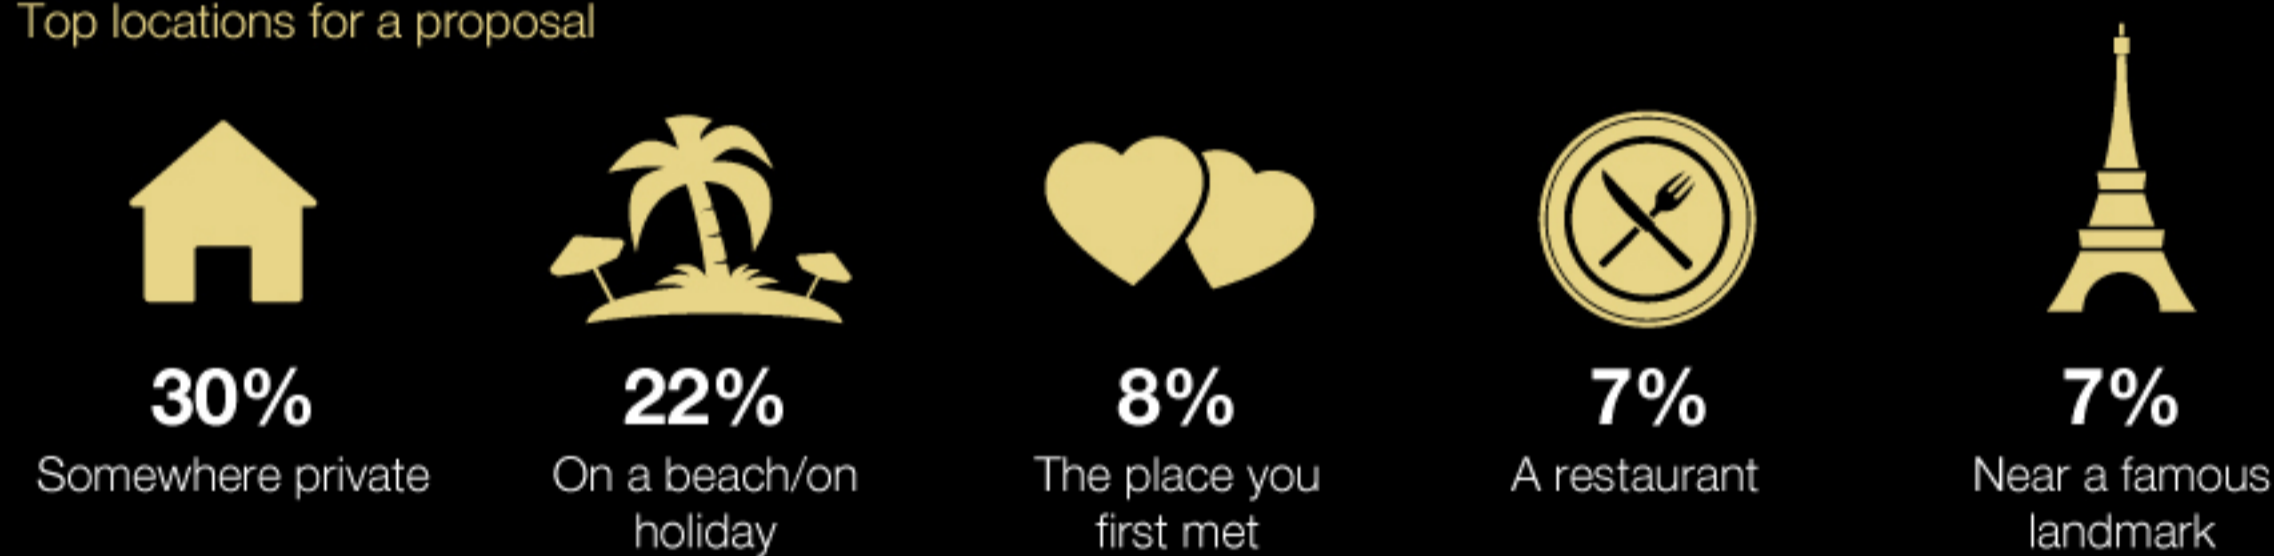 Top locations for a proposal
30%
Somewhere private
22%
On a beach/on
holiday
8%
The place you
first met
7%
A restaurant
7%
Near a famous
landmark